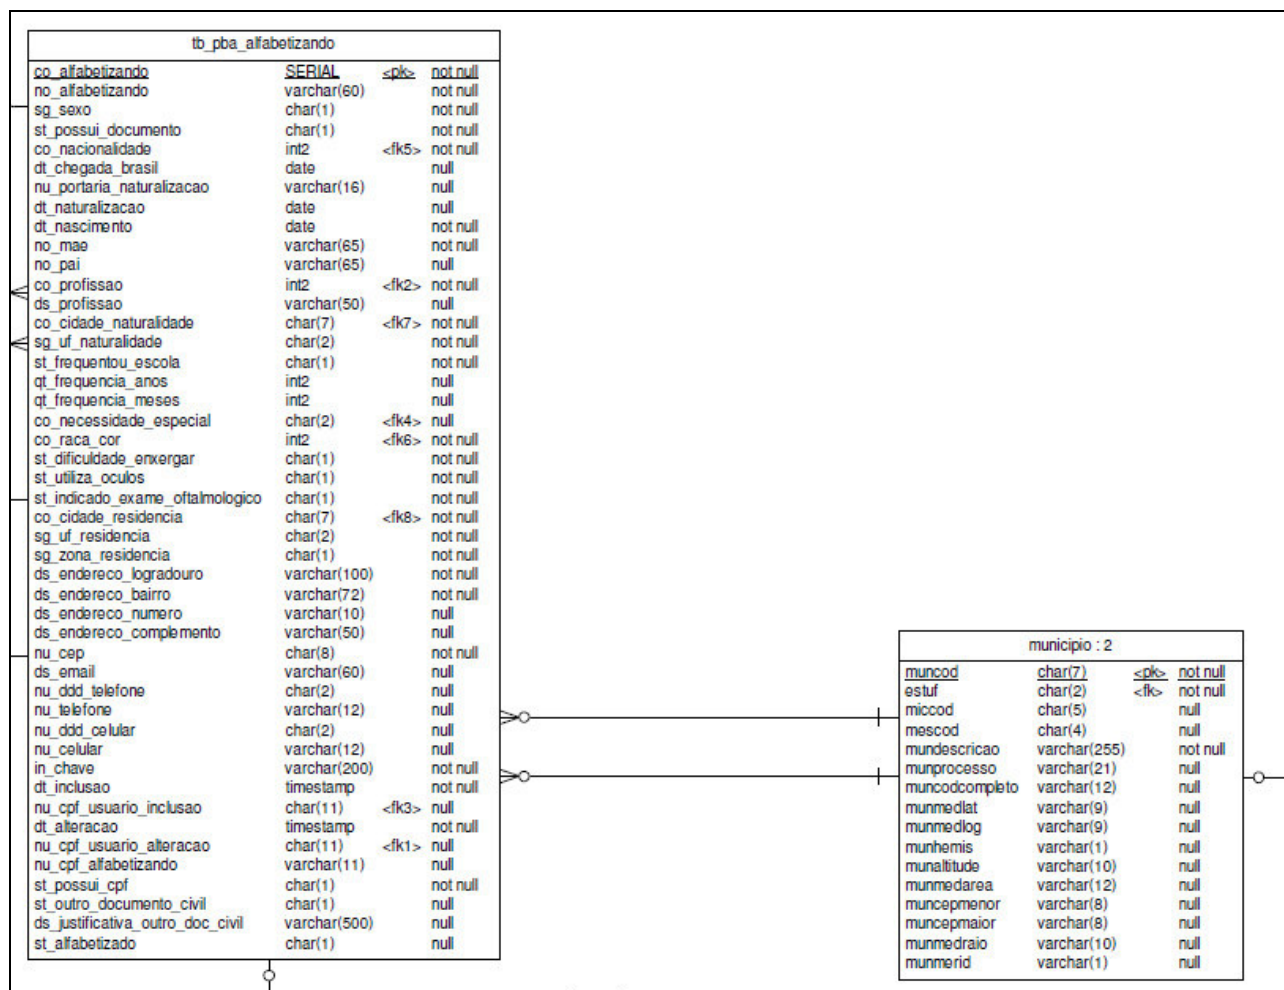 tb_pba_alfabetizando
co_alfabetizando SERIAL <pk> not null
no_alfabetizando varchar(60) not null
sg_sexo char(1) not null
st_possui_documento char(1) not null
co_nacionalidade int2 <fk5> not null
dt_chegada_brasil date null
nu_portaria_naturalizacao varchar(16) null
dt_naturalizacao date null
dt_nascimento date not null
no_mae varchar(65) not null
no_pai varchar(65) null
co_profissao int2 <fk2> not null
ds_profissao varchar(50) null
co_cidade_naturalidade char(7) <fk7> not null
sg_uf_naturalidade char(2) not null
st_frequentou_escola char(1) not null
qt_frequencia_anos int2 null
qt_frequencia_meses int2 null
co_necessidade_especial char(2) <fk4> null
co_raca_cor int2 <fk6> not null
st_dificuldade_enxergar char(1) not null
st_utiliza_oculos char(1) not null
st_indicado_exame_oftalmologico char(1) not null
co_cidade_residencia char(7) <fk8> not null
sg_uf_residencia char(2) not null
sg_zona_residencia char(1) not null
ds_endereco_logradouro varchar(100) not null
ds_endereco_bairro varchar(72) not null
ds_endereco_numero varchar(10) null
ds_endereco_complemento varchar(50) null
nu_cep char(8) not null
ds_email varchar(60) null
nu_ddd_telefone char(2) null
nu_telefone varchar(12) null
nu_ddd_celular char(2) null
nu_celular varchar(12) null
in_chave varchar(200) not null
dt_inclusao timestamp not null
nu_cpf_usuario_inclusao char(11) <fk3> null
dt_alteracao timestamp not null
nu_cpf_usuario_alteracao char(11) <fk1> null
nu_cpf_alfabetizando varchar(11) null
st_possui_cpf char(1) not null
st_outro_documento_civil char(1) null
ds_justificativa_outro_doc_civil varchar(500) null
st_alfabetizado char(1) null
municipio : 2
muncod char(7) <pk> not null
estuf char(2) <fk> not null
miccod char(5) null
mescod char(4) null
mundescricao varchar(255) not null
munprocesso varchar(21) null
muncodcompleto varchar(12) null
munmedlat varchar(9) null
munmedlog varchar(9) null
munhemis varchar(1) null
munaltitude varchar(10) null
munmedarea varchar(12) null
muncepmenor varchar(8) null
muncepmaior varchar(8) null
munmedraio varchar(10) null
munmerid varchar(1) null